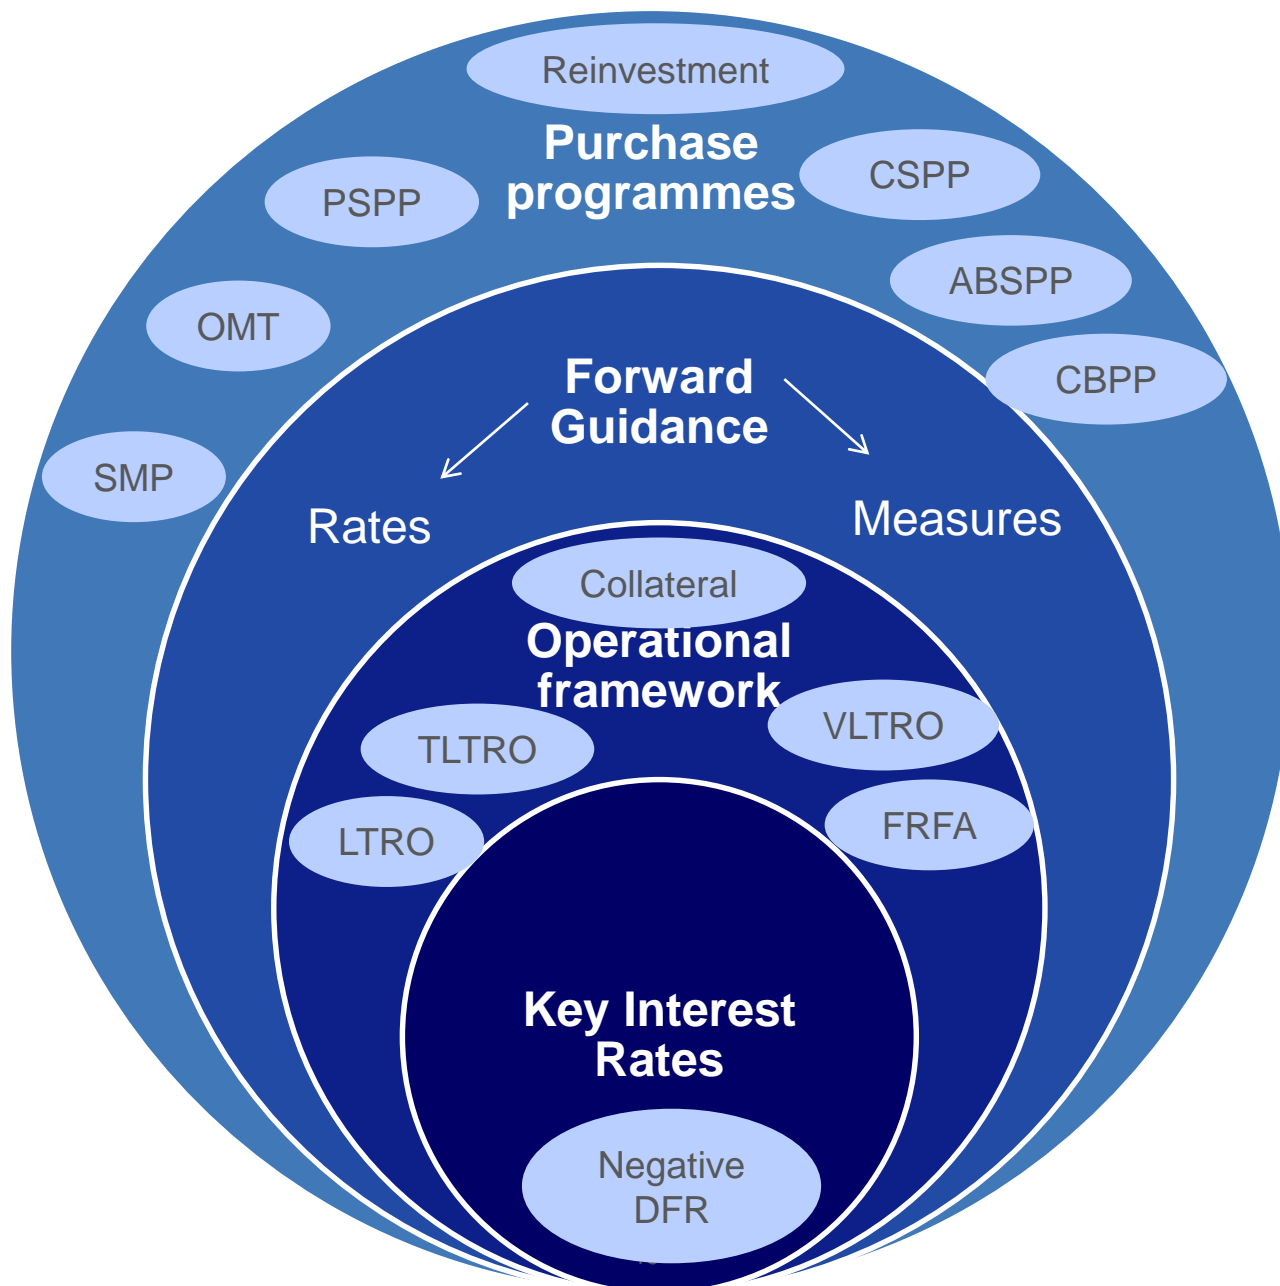 Reinvestment
Purchase
programmes
PSPP
CSPP
OMT
ABSPP
CBPP
SMP
Forward
Guidance
Rates
Measures
Collateral
Operational
framework
TLTRO
VLTRO
LTRO
FRFA
Key Interest
Rates
Negative
DFR